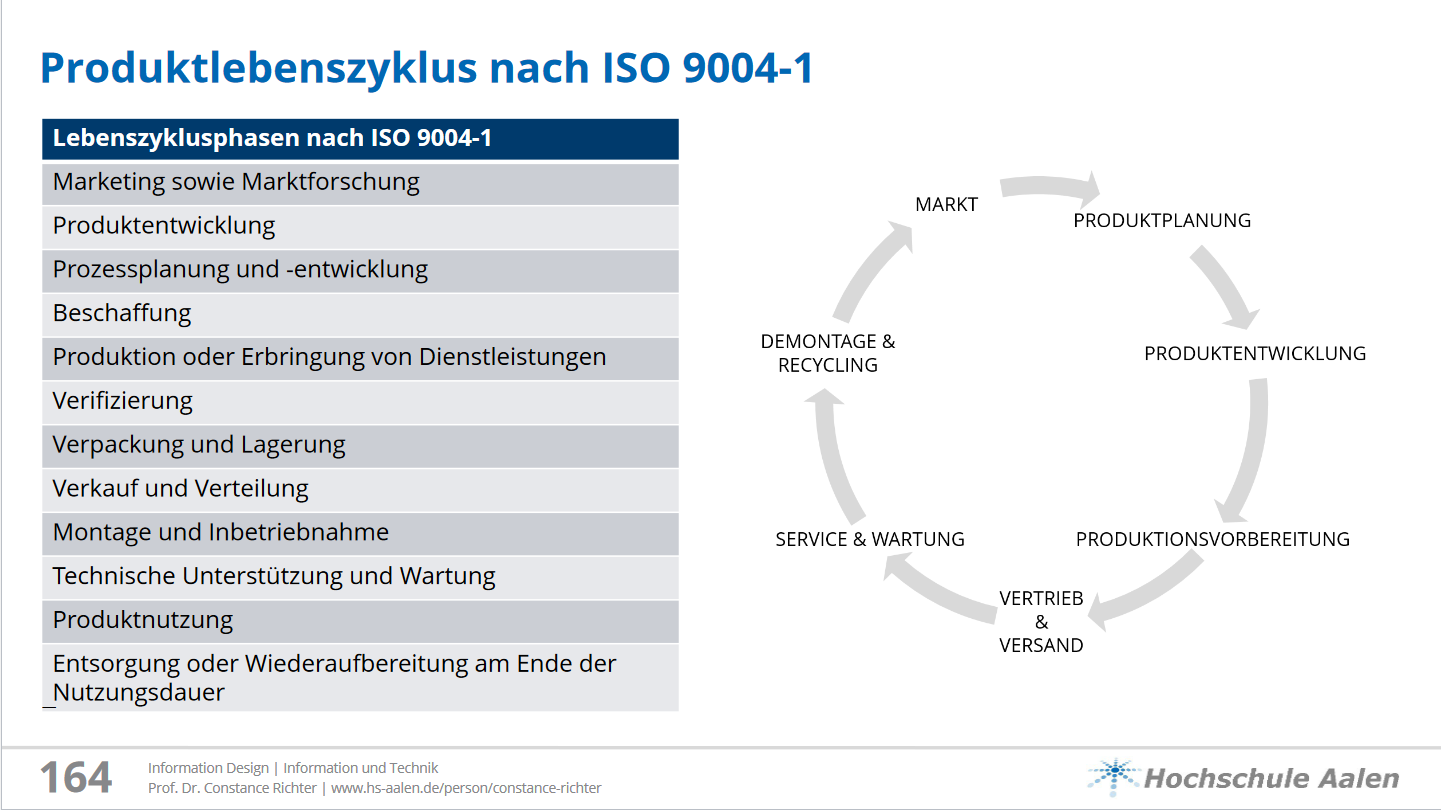 Produktlebenszyklus nach ISO 9004-1
Lebenszyklusphasen nach ISO 9004-1
Marketing sowie Marktforschung
Produktentwicklung
Prozessplanung und -entwicklung
Beschaffung
Produktion oder Erbringung von Dienstleistungen
Verifizierung
Verpackung und Lagerung
Verkauf und Verteilung
Montage und Inbetriebnahme
Technische Unterstützung und Wartung
Produktnutzung
Entsorgung oder Wiederaufbereitung am Ende der
Nutzungsdauer
MARKT
PRODUKTPLANUNG
PRODUKTENTWICKLUNG
PRODUKTIONSVORBEREITUNG
VERTRIEB
&
VERSAND
SERVICE & WARTUNG
DEMONTAGE &
RECYCLING
164
Information Design | Information und Technik
Prof. Dr. Constance Richter | www.hs-aalen.de/person/constance-richter
Hochschule Aalen